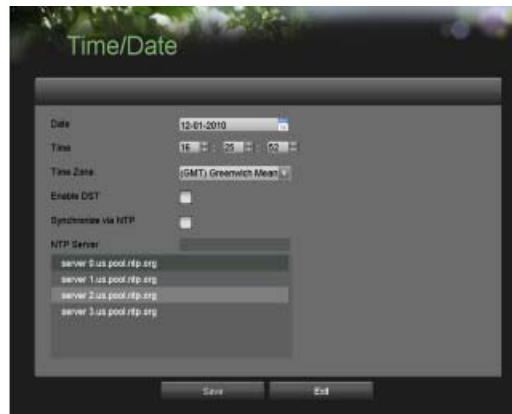 Time/Date
Date 12-01-2010
Time 16 : 25 : 52
Time Zone (GMT) Greenwich Mean
Enable DST
Synchronize via NTP
NTP Server
server 0.us.pool.ntp.org
server 1.us.pool.ntp.org
server 2.us.pool.ntp.org
server 3.us.pool.ntp.org
Save Exit